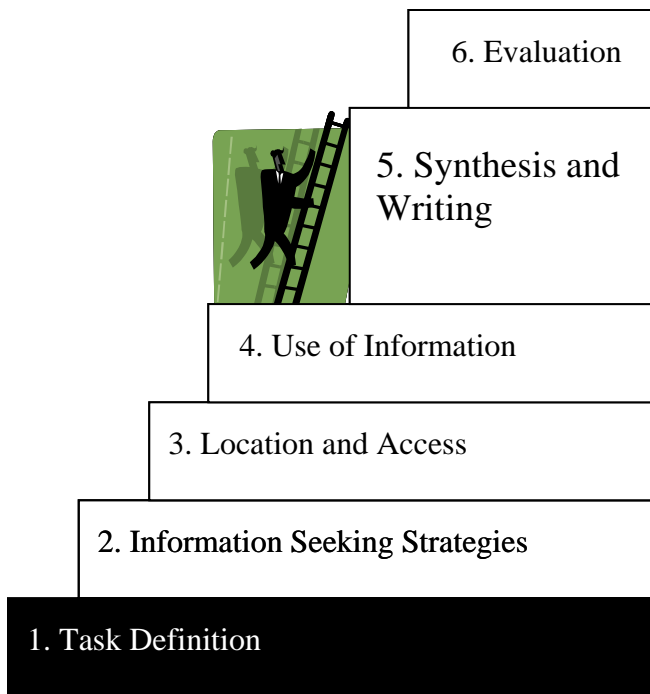 6. Evaluation
5. Synthesis and
Writing
4. Use of Information
3. Location and Access
2. Information Seeking Strategies
1. Task Definition